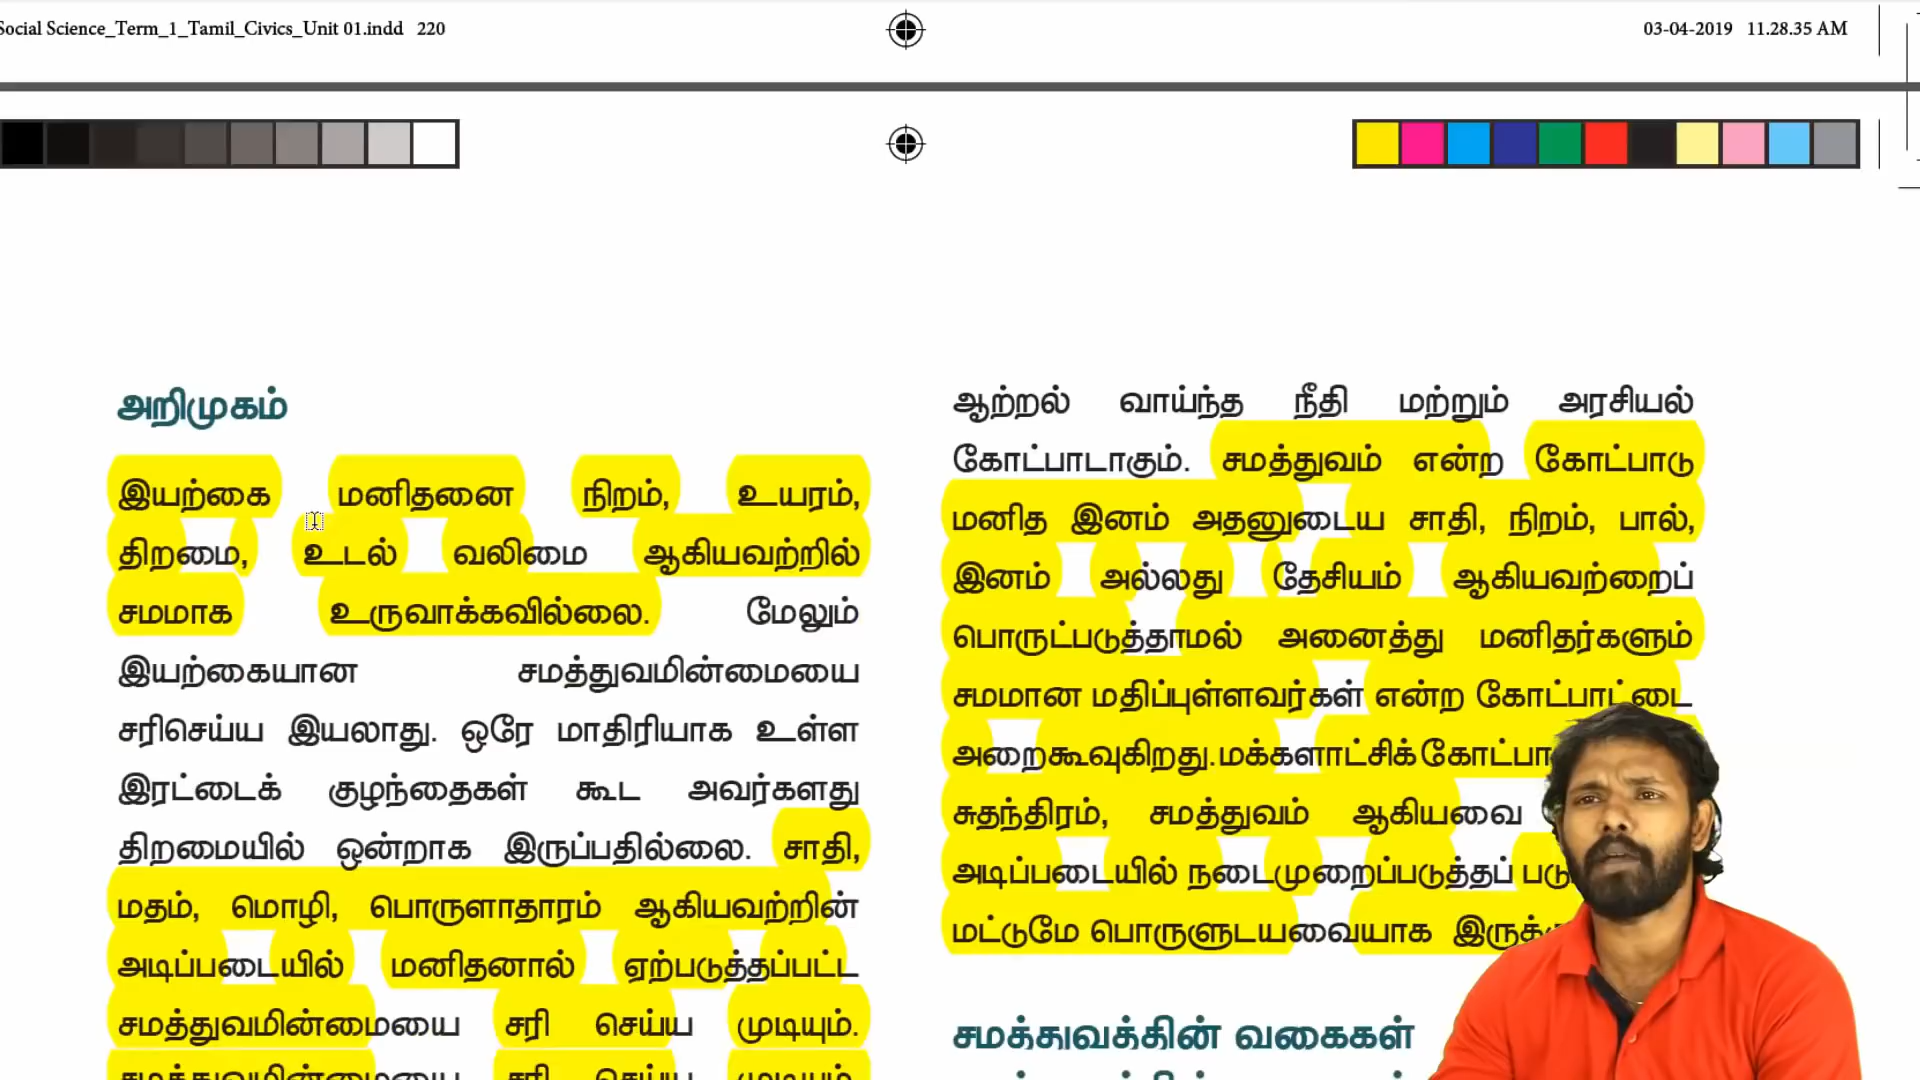 Social Science_Term_1_Tamil_Civics_Unit 01.indd 220
03-04-2019 11.28.35 AM
அறிமுகம்
இயற்கை மனிதனை நிறம், உயரம்,
திறமை, உடல் வலிமை ஆகியவற்றில்
சமமாக உருவாக்கவில்லை. மேலும்
இயற்கையான சமத்துவமின்மையை
சரிசெய்ய இயலாது. ஒரே மாதிரியாக உள்ள
இரட்டைக் குழந்தைகள் கூட அவர்களது
திறமையில் ஒன்றாக இருப்பதில்லை. சாதி,
மதம், மொழி, பொருளாதாரம் ஆகியவற்றின்
அடிப்படையில் மனிதனால் ஏற்படுத்தப்பட்ட
சமத்துவமின்மையை சரி செய்ய முடியும்.
ஆற்றல் வாய்ந்த நீதி மற்றும் அரசியல்
கோட்பாடாகும். சமத்துவம் என்ற கோட்பாடு
மனித இனம் அதனுடைய சாதி, நிறம், பால்,
இனம் அல்லது தேசியம் ஆகியவற்றைப்
பொருட்படுத்தாமல் அனைத்து மனிதர்களும்
சமமான மதிப்புள்ளவர்கள் என்ற கோட்பாட்டை
அறைகூவுகிறது. மக்களாட்சிக்
சுதந்திரம், சமத்துவம் ஆகியவை
அடிப்படையில் நடைமுறைப்படுத்தப்
மட்டுமே பொருளுடயவையாக
சமத்துவத்தின் வகைகள்